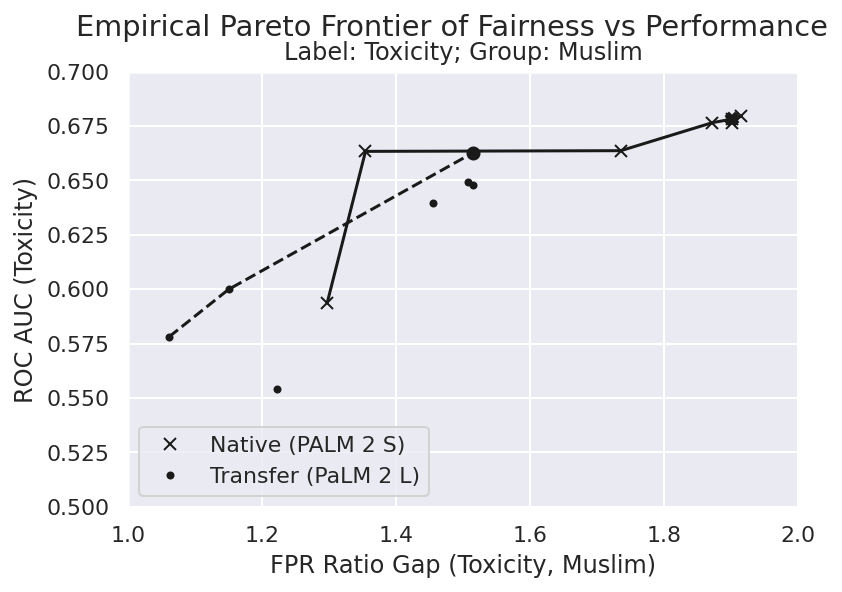 Empirical Pareto Frontier of Fairness vs Performance
Label: Toxicity; Group: Muslim
0.700
0.675
0.650
0.625
0.600
0.575
0.550
0.525
0.500
ROC AUC (Toxicity)
Native (PALM 2 S)
Transfer (PaLM 2 L)
1.0 1.2 1.4 1.6 1.8 2.0
FPR Ratio Gap (Toxicity, Muslim)